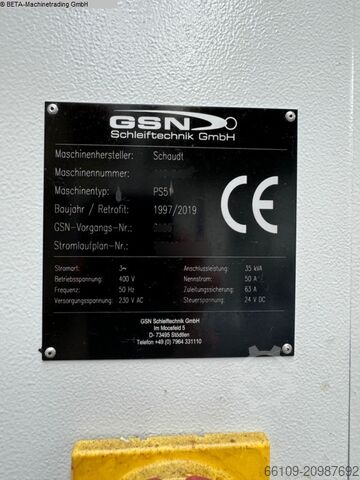 © BETA-Machinetrading GmbH
GSN
Schleiftechnik GmbH
Maschinenhersteller: Schaudt
Maschinennummer:
Maschinentyp: PS51
Baujahr / Retrofit: 1997/2019
GSN-Vorgangs-Nr.:
Stromlaufplan-Nr.:
CE
Stromart: 3~ Anschlussleistung: 35 kVA
Betriebsspannung: 400 V Nennstrom: 50 A
Frequenz: 50 Hz Zuleitungssicherung: 63 A
Versorgungsspannung: 230 V AC Steuerspannung: 24 V DC
GSN Schleiftechnik GmbH
Im Moosfeld 5
D- 73495 Stödtlen
Telefon +49 (0) 7964 331110
66109-20987692